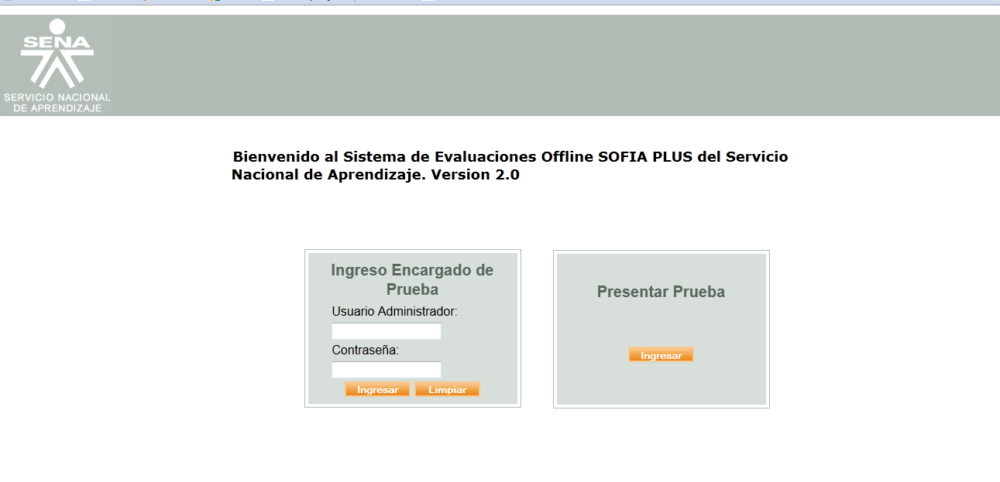 SENA
SERVICIO NACIONAL
DE APRENDIZAJE
Bienvenido al Sistema de Evaluaciones Offline SOFIA PLUS del Servicio
Nacional de Aprendizaje. Version 2.0
Ingreso Encargado de
Prueba
Usuario Administrador:
Contraseña:
Ingresar
Limpiar
Presentar Prueba
Ingresar